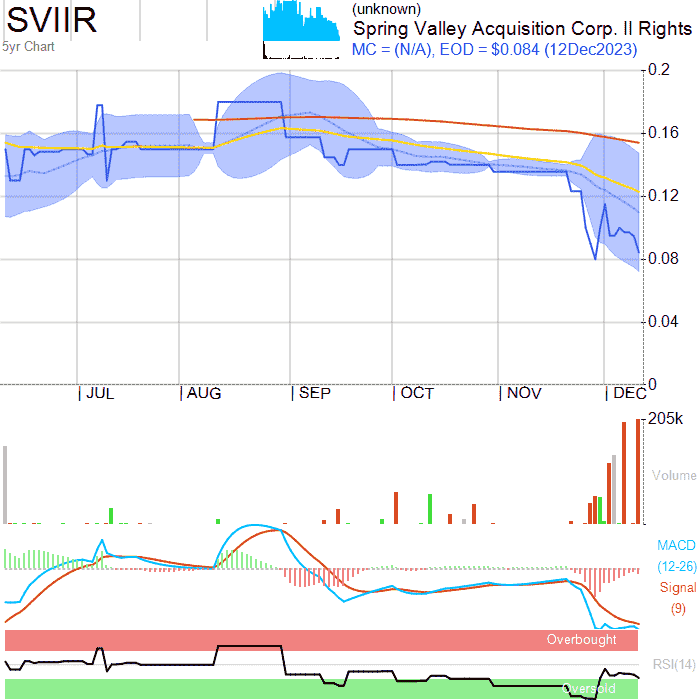 SVIIR
5yr Chart
(unknown)
Spring Valley Acquisition Corp. II Rights
MC = (N/A), EOD = $0.084 (12Dec2023)
0.2
0.16
0.12
0.08
0.04
0
JUL
AUG
SEP
OCT
NOV
DEC
205k
Volume
MACD
(12-26)
Signal
(9)
Overbought
RSI(14)
Oversold